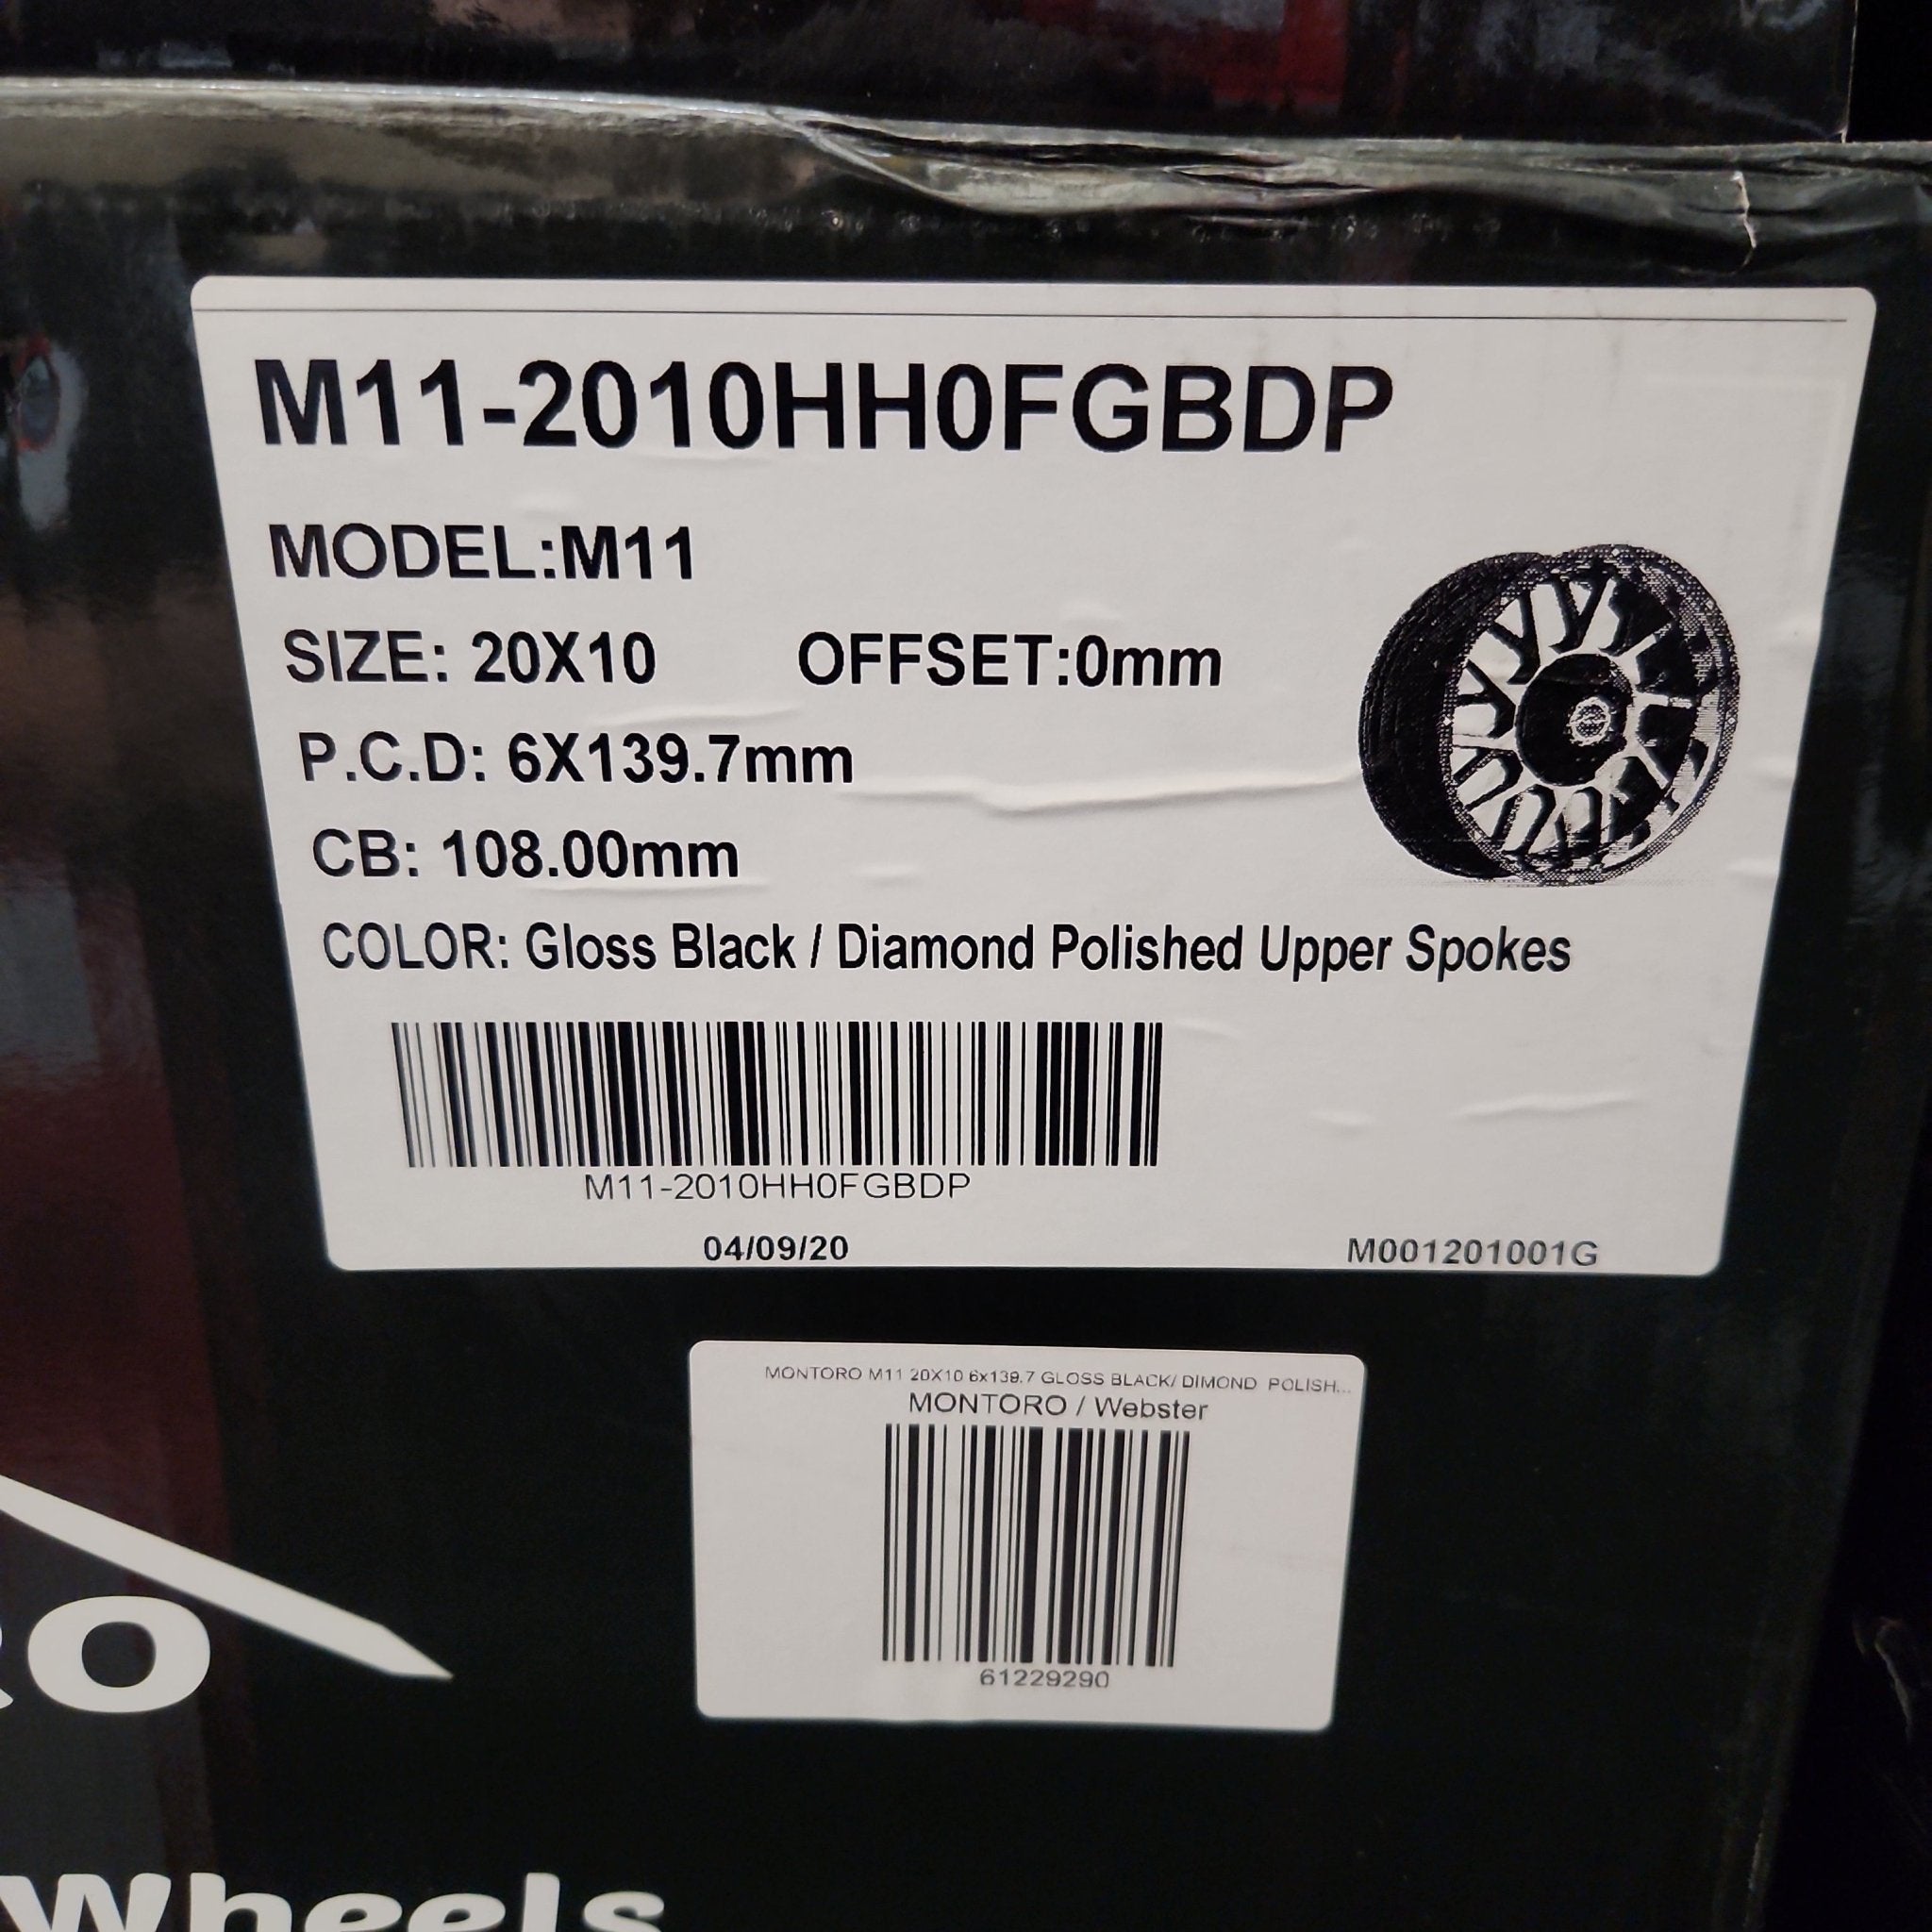 M11-2010HH0FGBDP
MODEL:M11
SIZE: 20X10 OFFSET:0mm
P.C.D: 6X139.7mm
CB: 108.00mm
COLOR: Gloss Black / Diamond Polished Upper Spokes
M11-2010HH0FGBDP
04/09/20 M001201001G
MONTORO M11 20X10 6x139.7 GLOSS BLACK/ DIMOND POLISH...
MONTORO / Webster
61229290
RO
Wheels